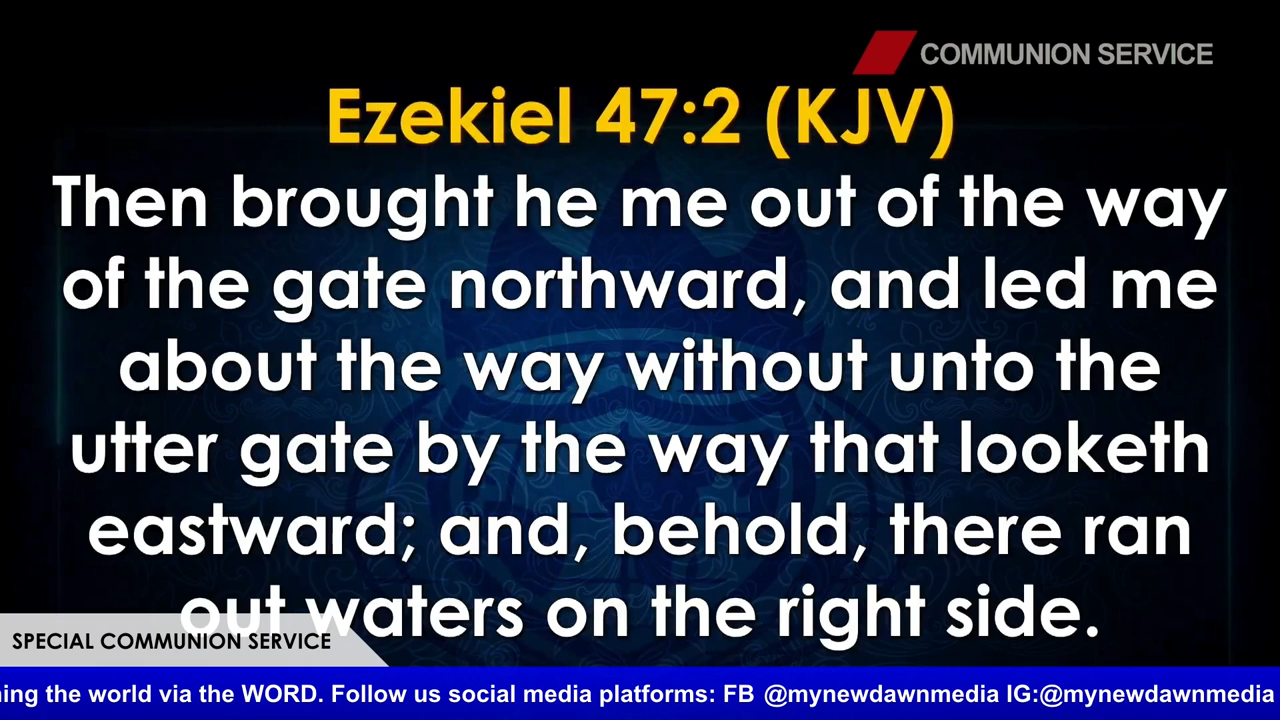 COMMUNION SERVICE
Ezekiel 47:2 (KJV)
Then brought he me out of the way
of the gate northward, and led me
about the way without unto the
utter gate by the way that looketh
eastward; and, behold, there ran
out waters on the right side.
SPECIAL COMMUNION SERVICE
the world via the WORD. Follow us social media platforms: FB @mynewdawnmedia IG:@mynewdawnmedia